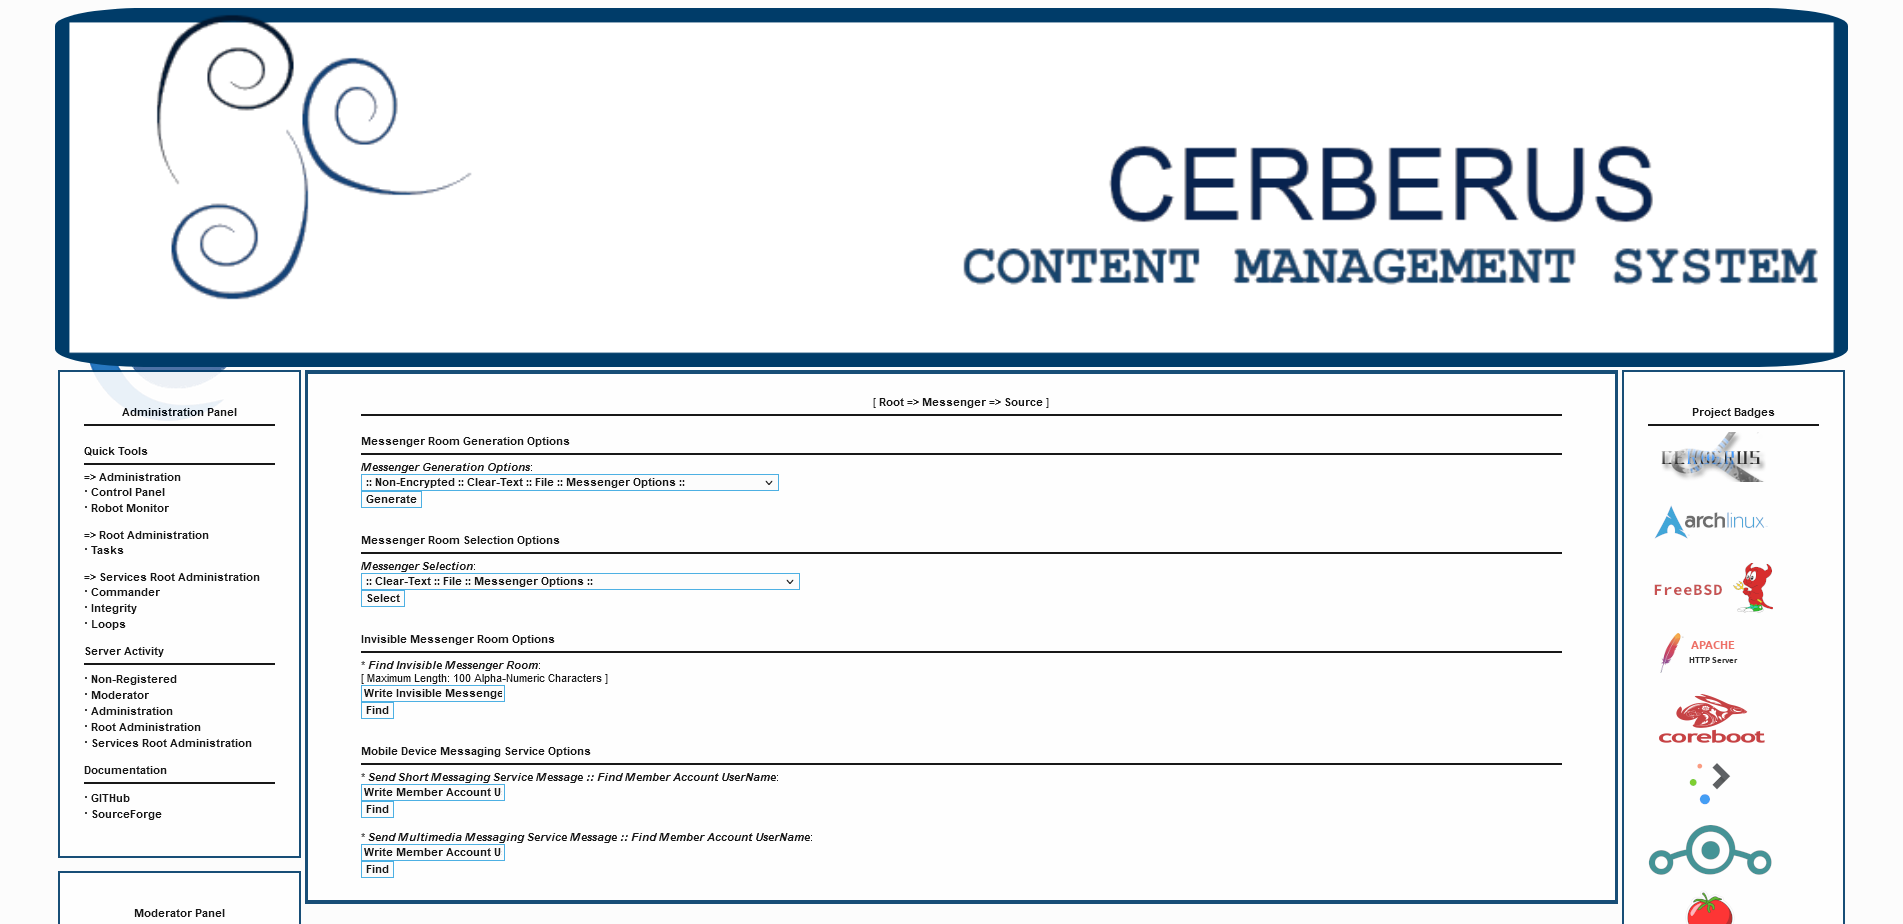 CERBERUS
CONTENT MANAGEMENT SYSTEM
Administration Panel
Quick Tools
=> Administration
· Control Panel
· Robot Monitor
=> Root Administration
· Tasks
=> Services Root Administration
· Commander
· Integrity
· Loops
Server Activity
· Non-Registered
· Moderator
· Administration
· Root Administration
· Services Root Administration
Documentation
· GITHub
· SourceForge
Moderator Panel
[ Root => Messenger => Source ]
Messenger Room Generation Options
Messenger Generation Options:
:: Non-Encrypted :: Clear-Text :: File :: Messenger Options ::
Generate
Messenger Room Selection Options
Messenger Selection:
:: Clear-Text :: File :: Messenger Options ::
Select
Invisible Messenger Room Options
* Find Invisible Messenger Room:
[ Maximum Length: 100 Alpha-Numeric Characters ]
Write Invisible Messenge
Find
Mobile Device Messaging Service Options
* Send Short Messaging Service Message :: Find Member Account UserName:
Write Member Account U
Find
* Send Multimedia Messaging Service Message :: Find Member Account UserName:
Write Member Account U
Find
Project Badges
CERBERUS
archlinux
FreeBSD
APACHE
HTTP Server
coreboot